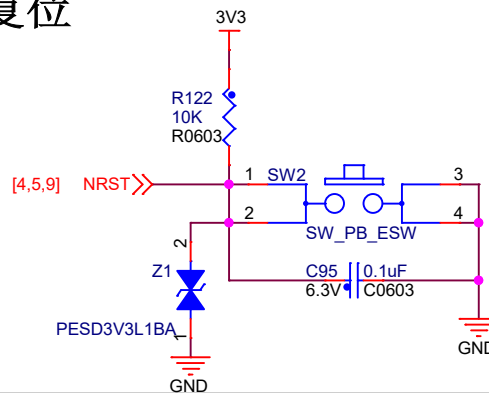 复位
3V3
R122
10K
R0603
[4,5,9] NRST
1 SW2 3
2 4
SW_PB_ESW
2
Z1
C95 0.1uF
6.3V C0603
PESD3V3L1BA
1
GND
GND